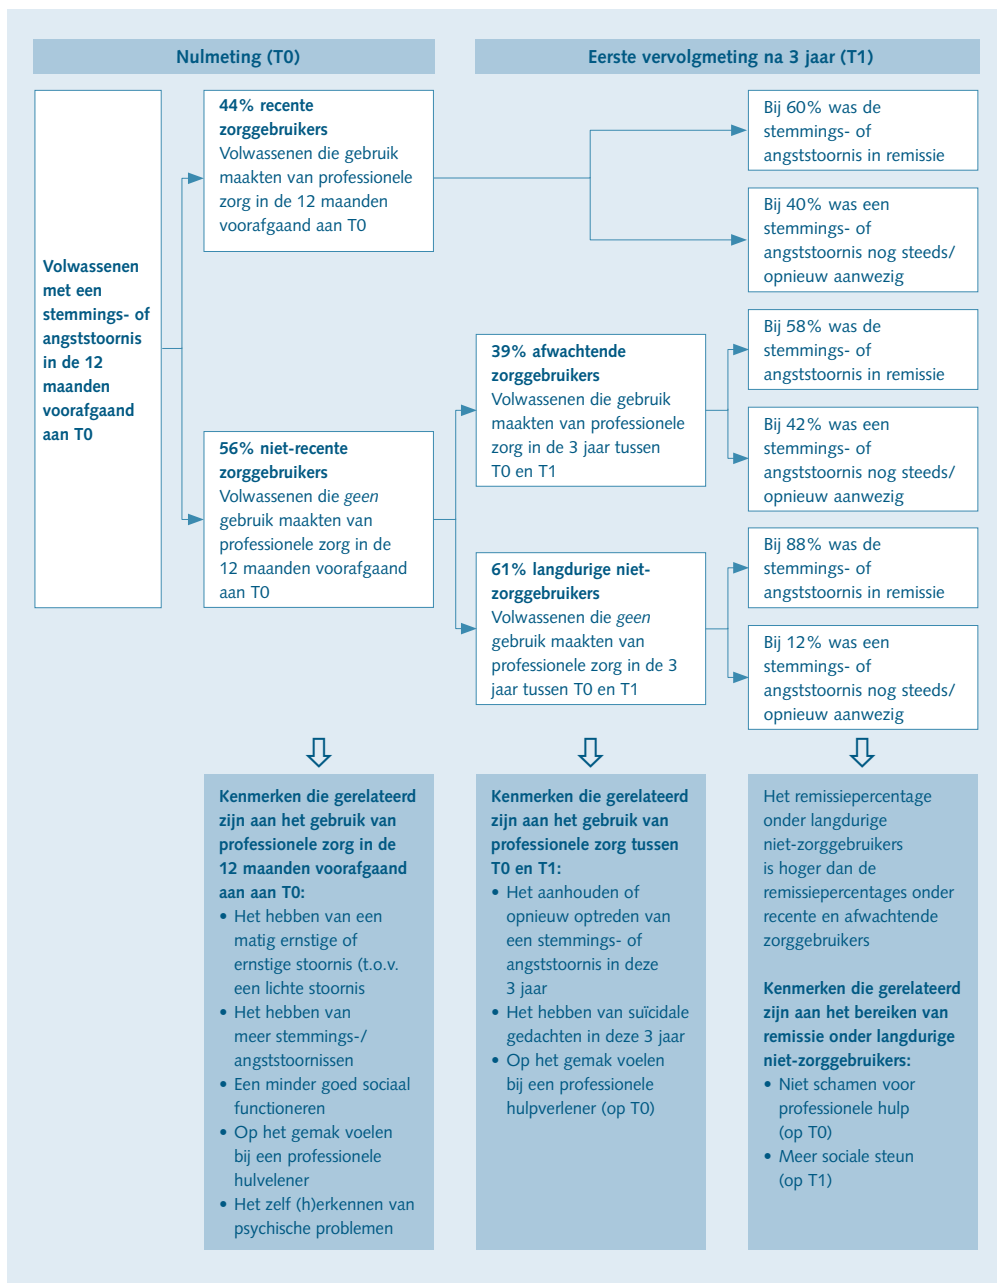 Nulmeting (T0)
Eerste vervolgmeting na 3 jaar (T1)
Volwassenen
met een
stemmings- of
angststoornis
in de 12
maanden
voorafgaand
aan T0
44% recente
zorggebruikers
Volwassenen die gebruik
maakten van professionele
zorg in de 12 maanden
voorafgaand aan T0
56% niet-recente
zorggebruikers
Volwassenen die geen
gebruik maakten van
professionele zorg in de
12 maanden voorafgaand
aan T0
39% afwachtende
zorggebruikers
Volwassenen die gebruik
maakten van professionele
zorg in de 3 jaar tussen
T0 en T1
61% langdurige niet-
zorggebruikers
Volwassenen die geen
gebruik maakten van
professionele zorg in de 3
jaar tussen T0 en T1
Bij 60% was de
stemmings- of
angststoornis in remissie
Bij 40% was een
stemmings- of
angststoornis nog steeds/
opnieuw aanwezig
Bij 58% was de
stemmings- of
angststoornis in remissie
Bij 42% was een
stemmings- of
angststoornis nog steeds/
opnieuw aanwezig
Bij 88% was de
stemmings- of
angststoornis in remissie
Bij 12% was een
stemmings- of
angststoornis nog steeds/
opnieuw aanwezig
Kenmerken die gerelateerd
zijn aan het gebruik van
professionele zorg in de
12 maanden voorafgaand
aan aan T0:
• Het hebben van een
matig ernstige of
ernstige stoornis (t.o.v.
een lichte stoornis
• Het hebben van
meer stemmings-/
angststoornissen
• Een minder goed sociaal
functioneren
• Op het gemak voelen
bij een professionele
hulvelener
• Het zelf (h)erkennen van
psychische problemen
Kenmerken die gerelateerd
zijn aan het gebruik van
professionele zorg tussen
T0 en T1:
• Het aanhouden of
opnieuw optreden van
een stemmings- of
angststoornis in deze
3 jaar
• Het hebben van suïcidale
gedachten in deze 3 jaar
• Op het gemak voelen
bij een professionele
hulpverlener (op T0)
Het remissiepercentage
onder langdurige
niet-zorggebruikers
is hoger dan de
remissiepercentages onder
recente en afwachtende
zorggebruikers
Kenmerken die gerelateerd
zijn aan het bereiken van
remissie onder langdurige
niet-zorggebruikers:
• Niet schamen voor
professionele hulp
(op T0)
• Meer sociale steun
(op T1)